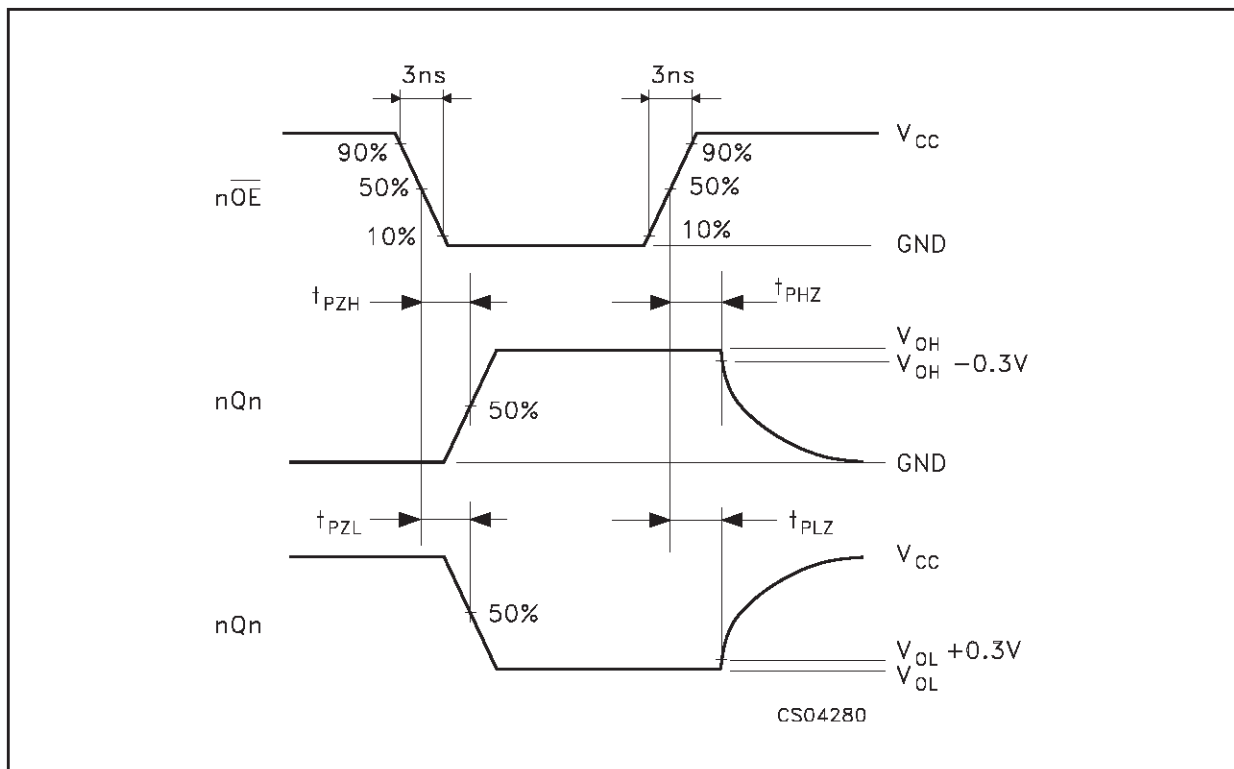 3ns 3ns
V_CC
90% 90%
nO̅E̅ 50% 50%
10% 10%
GND
t_PZH t_PHZ
V_OH
V_OH −0.3V
nQn 50%
GND
t_PZL t_PLZ
V_CC
nQn 50%
V_OL +0.3V
V_OL
CS04280